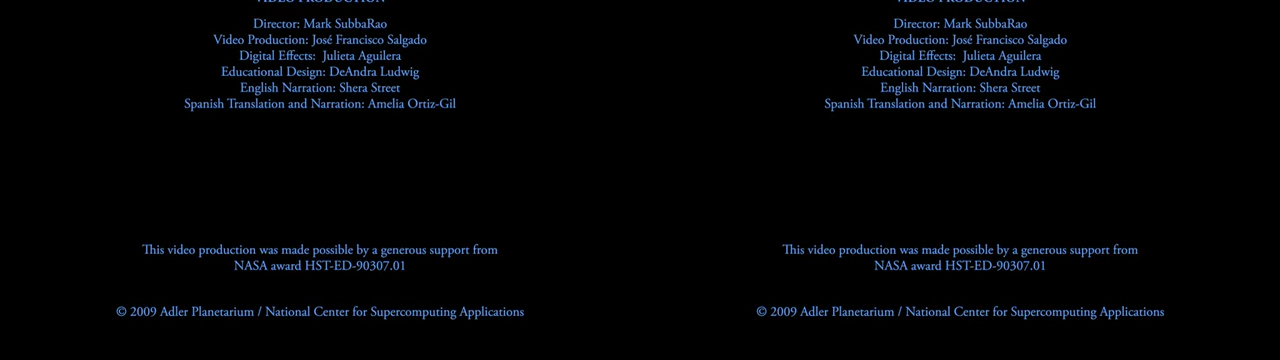 VIDEO PRODUCTION VIDEO PRODUCTION
Director: Mark SubbaRao Director: Mark SubbaRao
Video Production: José Francisco Salgado Video Production: José Francisco Salgado
Digital Effects: Julieta Aguilera Digital Effects: Julieta Aguilera
Educational Design: DeAndra Ludwig Educational Design: DeAndra Ludwig
English Narration: Shera Street English Narration: Shera Street
Spanish Translation and Narration: Amelia Ortiz-Gil Spanish Translation and Narration: Amelia Ortiz-Gil
This video production was made possible by a generous support from This video production was made possible by a generous support from
NASA award HST-ED-90307.01 NASA award HST-ED-90307.01
© 2009 Adler Planetarium / National Center for Supercomputing Applications © 2009 Adler Planetarium / National Center for Supercomputing Applications